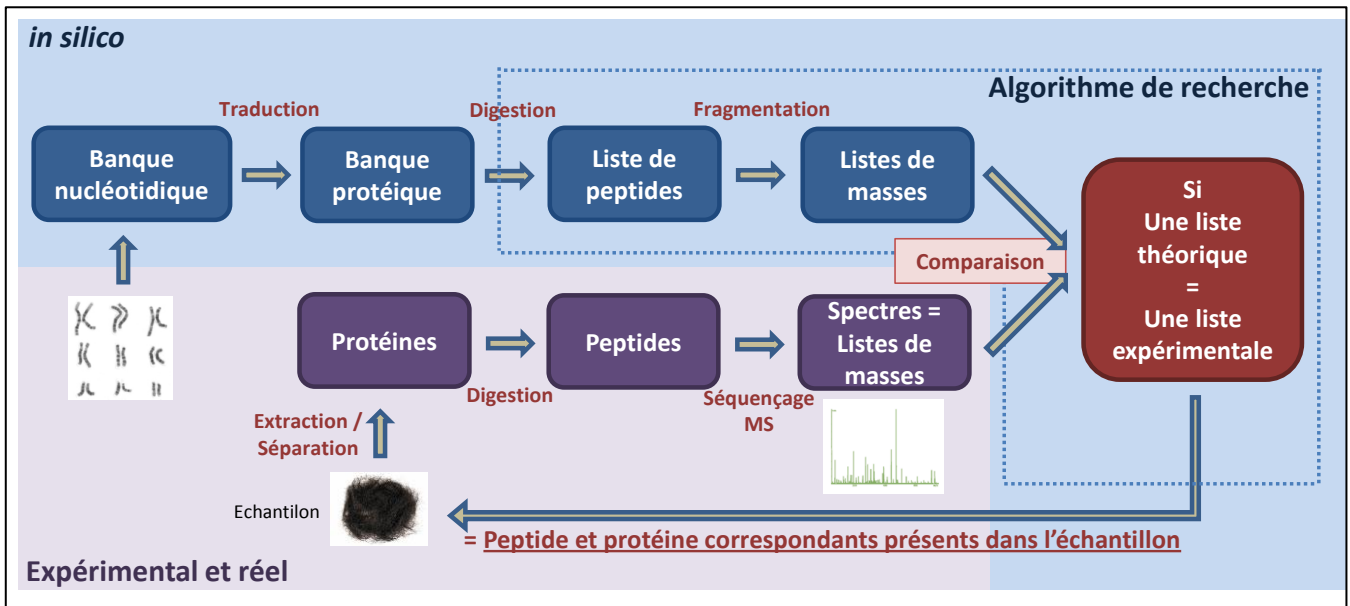 in silico
Algorithme de recherche
Traduction
Digestion
Fragmentation
Banque
nucléotidique
Banque
protéique
Liste de
peptides
Listes de
masses
Si
Une liste
théorique
=
Une liste
expérimentale
Comparaison
Protéines
Peptides
Spectres =
Listes de
masses
Digestion
Séquençage
MS
Extraction /
Séparation
Echantilon
= Peptide et protéine correspondants présents dans l'échantillon
Expérimental et réel